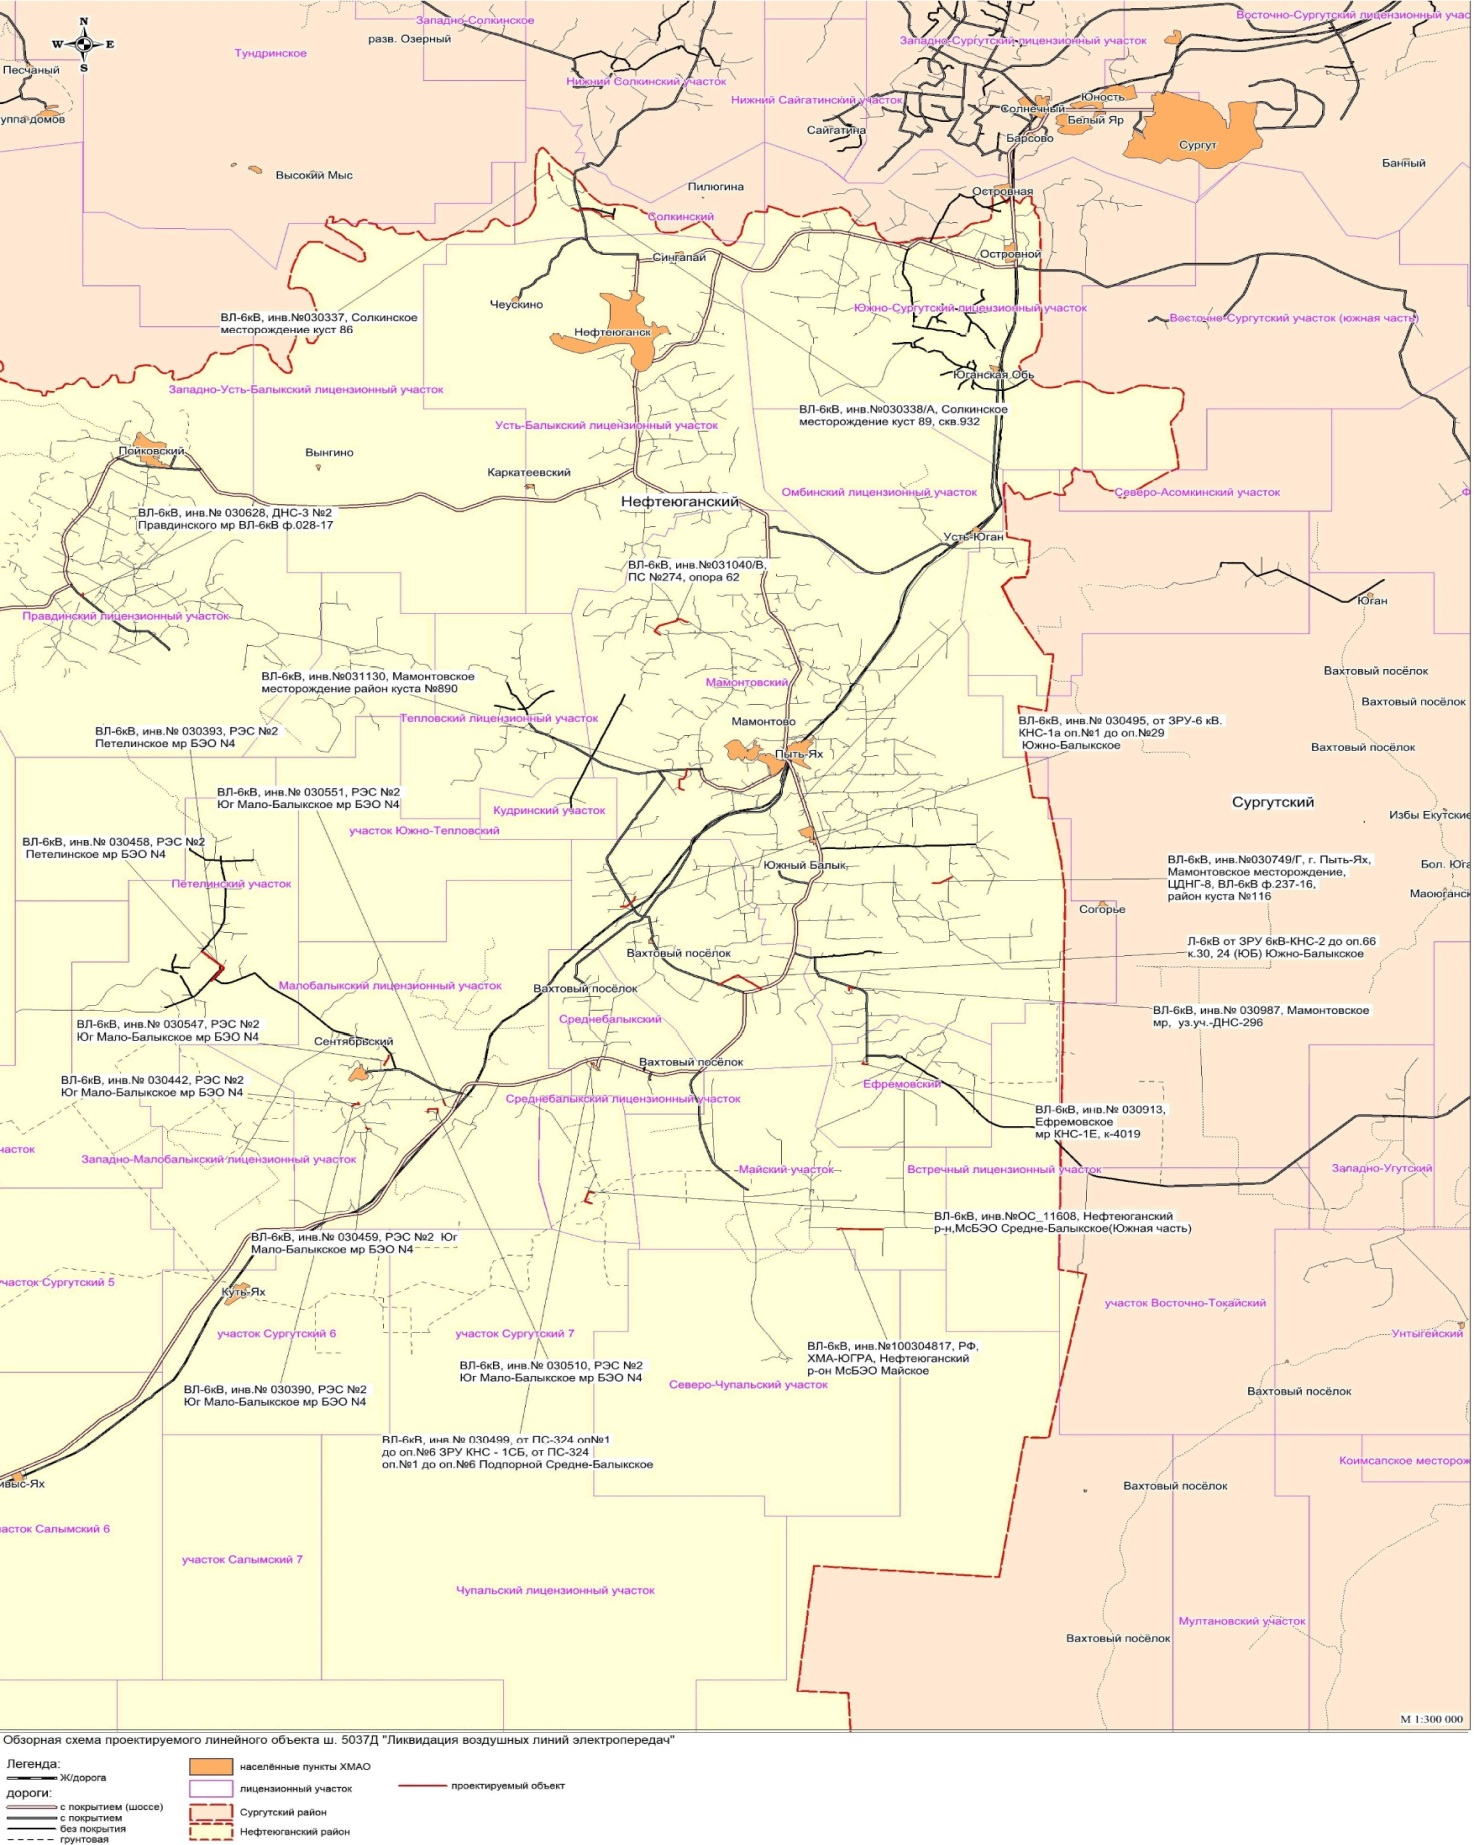 Западно-Солкинское
Восточно-Сургутский лицензионный учас
N
W E
S
разв. Озерный
Западно-Сургутский лицензионный участок
Тундринское
Песчаный
Нижний Солкинский участок
Нижний Сайгатинский участок
Юность
Солнечный
уппа домов
Белый Яр
Сайгатина
Барсово
Сургут
Банный
Высокий Мыс
Пилюгина
Островная
Солкинский
Сингапай
Островной
Чеускино
Южно-Сургутский лицензионный участок
ВЛ-6кВ, инв.№030337, Солкинское
месторождение куст 86
Восточно-Сургутский участок (южная часть)
Нефтеюганск
Юганская Обь
Западно-Усть-Балыкский лицензионный участок
ВЛ-6кВ, инв.№030338/А, Солкинское
месторождение куст 89, скв.932
Усть-Балыкский лицензионный участок
Пойковский
Вынгино
Каркатеевский
Омбинский лицензионный участок
Северо-Асомкинский участок
Нефтеюганский
ВЛ-6кВ, инв.№ 030628, ДНС-3 №2
Правдинского мр ВЛ-6кВ ф.028-17
Усть-Юган
ВЛ-6кВ, инв.№031040/В,
ПС №274, опора 62
Юган
Правдинский лицензионный участок
ВЛ-6кВ, инв.№031130, Мамонтовское
месторождение район куста №890
Вахтовый посёлок
Мамонтовский
Вахтовый посёлок
Тепловский лицензионный участок
Мамонтово
ВЛ-6кВ, инв.№ 030495, от ЗРУ-6 кВ.
КНС-1а оп.№1 до оп.№29
Южно-Балыкское
ВЛ-6кВ, инв.№ 030393, РЭС №2
Петелинское мр БЭО N4
Вахтовый посёлок
Пыть-Ях
ВЛ-6кВ, инв.№ 030551, РЭС №2
Юг Мало-Балыкское мр БЭО N4
Сургутский
Кудринский участок
Избы Екутские
участок Южно-Тепловский
ВЛ-6кВ, инв.№ 030458, РЭС №2
Петелинское мр БЭО N4
Южный Балык
ВЛ-6кВ, инв.№030749/Г, г. Пыть-Ях,
Мамонтовское месторождение,
ЦДНГ-8, ВЛ-6кВ ф.237-16,
район куста №116
Бол. Юга
Петелинский участок
Маоюганск
Согорье
Л-6кВ от ЗРУ 6кВ-КНС-2 до оп.66
к.30, 24 (ЮБ) Южно-Балыкское
Вахтовый посёлок
Малобалыкский лицензионный участок
Вахтовый посёлок
ВЛ-6кВ, инв.№ 030987, Мамонтовское
мр, уз.уч.-ДНС-296
Среднебалыкский
ВЛ-6кВ, инв.№ 030547, РЭС №2
Юг Мало-Балыкское мр БЭО N4
Сентябрьский
Вахтовый посёлок
ВЛ-6кВ, инв.№ 030442, РЭС №2
Юг Мало-Балыкское мр БЭО N4
Ефремовский
Среднебалыкский лицензионный участок
ВЛ-6кВ, инв.№ 030913,
Ефремовское
мр КНС-1Е, к-4019
часток
Западно-Малобалыкский лицензионный участок
Майский участок
Встречный лицензионный участок
Западно-Угутский
ВЛ-6кВ, инв.№ОС_11608, Нефтеюганский
р-н,МсБЭО Средне-Балыкское(Южная часть)
ВЛ-6кВ, инв.№ 030459, РЭС №2 Юг
Мало-Балыкское мр БЭО N4
часток Сургутский 5
Куть-Ях
участок Восточно-Токайский
участок Сургутский 6
участок Сургутский 7
Унтыгейский
ВЛ-6кВ, инв.№100304817, РФ,
ХМА-ЮГРА, Нефтеюганский
р-он МсБЭО Майское
ВЛ-6кВ, инв.№ 030510, РЭС №2
Юг Мало-Балыкское мр БЭО N4
Северо-Чупальский участок
Вахтовый посёлок
ВЛ-6кВ, инв.№ 030390, РЭС №2
Юг Мало-Балыкское мр БЭО N4
ВЛ-6кВ, инв.№ 030499, от ПС-324 оп№1
до оп.№6 ЗРУ КНС - 1СБ, от ПС-324
оп.№1 до оп.№6 Подпорной Средне-Балыкское
Коимсапское месторож
ивыс-Ях
Вахтовый посёлок
асток Салымский 6
участок Салымский 7
Чупальский лицензионный участок
Мултановский участок
Вахтовый посёлок
М 1:300 000
Обзорная схема проектируемого линейного объекта ш. 5037Д "Ликвидация воздушных линий электропередач"
Легенда:
Ж/дорога
дороги:
с покрытием (шоссе)
с покрытием
без покрытия
грунтовая
населённые пункты ХМАО
лицензионный участок
Сургутский район
Нефтеюганский район
проектируемый объект